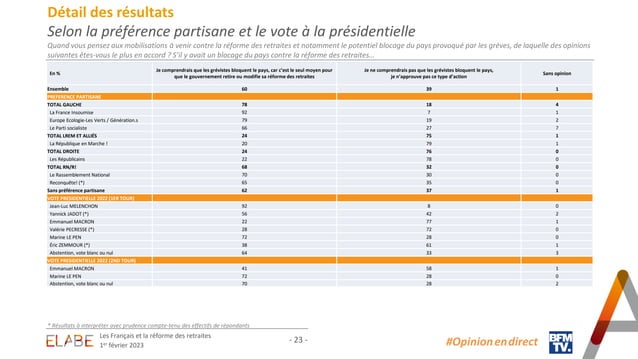 Détail des résultats
Selon la préférence partisane et le vote à la présidentielle
Quand vous pensez aux mobilisations à venir contre la réforme des retraites et notamment le potentiel blocage du pays provoqué par les grèves, de laquelle des opinions
suivantes êtes-vous le plus en accord ? S'il y avait un blocage du pays contre la réforme des retraites…
En % Je comprendrais que les grévistes bloquent le pays, car c'est le seul moyen pour que le gouvernement retire ou modifie sa réforme des retraites Je ne comprendrais pas que les grévistes bloquent le pays, je n'approuve pas ce type d'action Sans opinion
Ensemble 60 39 1
PREFERENCE PARTISANE
TOTAL GAUCHE 78 18 4
La France Insoumise 92 7 1
Europe Ecologie-Les Verts / Génération.s 79 19 2
Le Parti socialiste 66 27 7
TOTAL LREM ET ALLIÉS 24 75 1
La République en Marche ! 20 79 1
TOTAL DROITE 24 76 0
Les Républicains 22 78 0
TOTAL RN/R! 68 32 0
Le Rassemblement National 70 30 0
Reconquête! (*) 65 35 0
Sans préférence partisane 62 37 1
VOTE PRESIDENTIELLE 2022 (1ER TOUR)
Jean-Luc MELENCHON 92 8 0
Yannick JADOT (*) 56 42 2
Emmanuel MACRON 22 77 1
Valérie PECRESSE (*) 28 72 0
Marine LE PEN 72 28 0
Éric ZEMMOUR (*) 38 61 1
Abstention, vote blanc ou nul 64 33 3
VOTE PRESIDENTIELLE 2022 (2ND TOUR)
Emmanuel MACRON 41 58 1
Marine LE PEN 72 28 0
Abstention, vote blanc ou nul 70 28 2
* Résultats à interpréter avec prudence compte-tenu des effectifs de répondants
ELABE
Les Français et la réforme des retraites
1er février 2023
- 23 -
#Opinion en direct
BFM
TV.